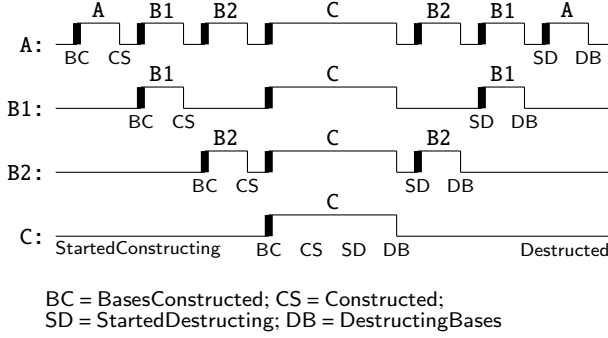 A B1 B2 C B2 B1 A
A:
BC CS SD DB
B1 C B1
B1:
BC CS SD DB
B2 C B2
B2:
BC CS SD DB
C
C:
StartedConstructing BC CS SD DB Destructed
BC = BasesConstructed; CS = Constructed;
SD = StartedDestructing; DB = DestructingBases